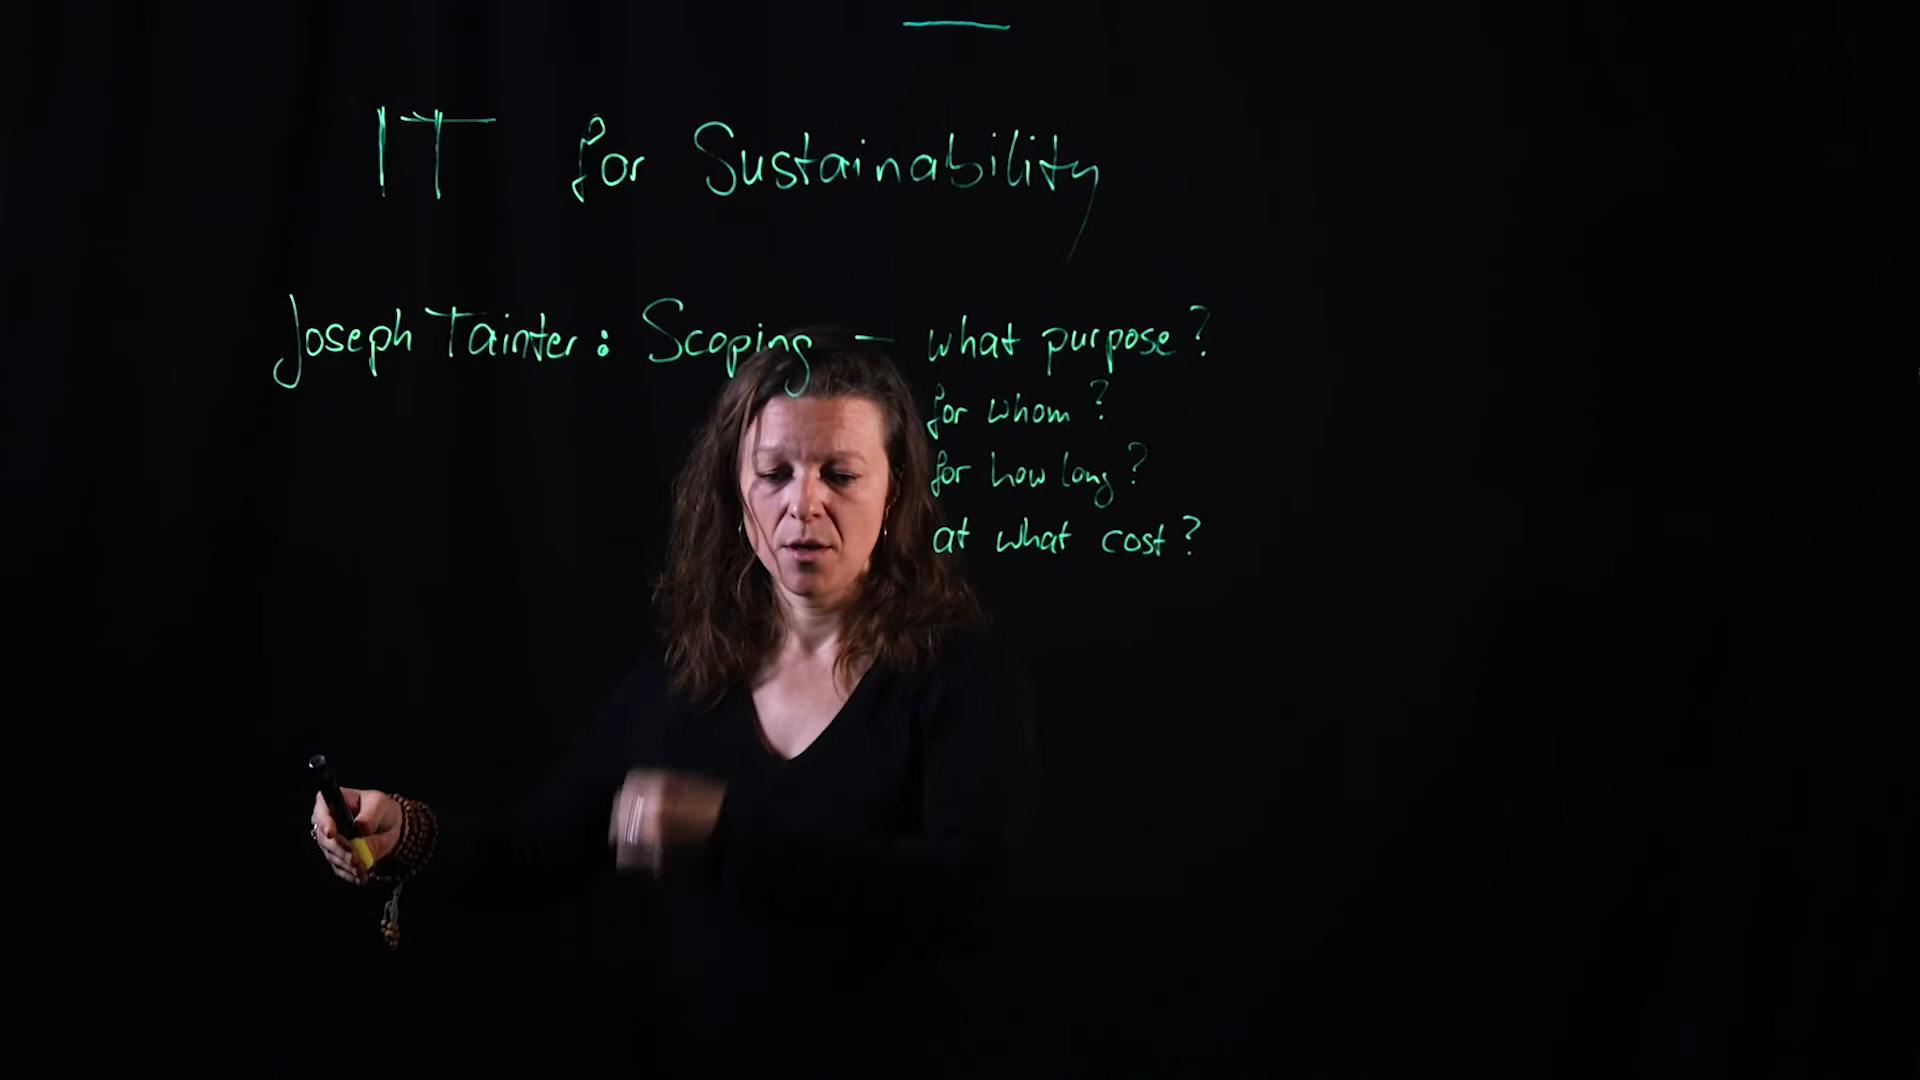 IT for Sustainability
Joseph Tainter: Scoping – what purpose?
for whom?
for how long?
at what cost?